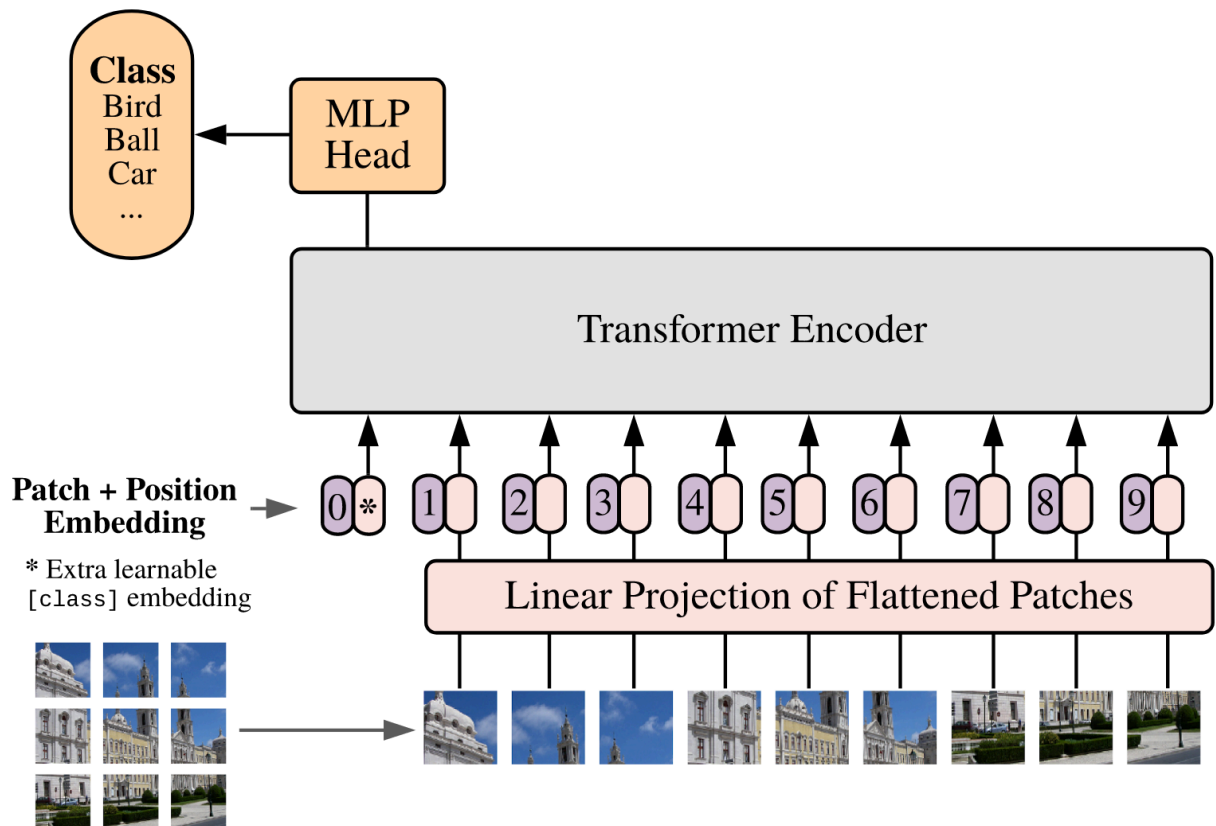 Class
Bird
Ball
Car
...
MLP
Head
Transformer Encoder
Patch + Position
Embedding
* Extra learnable
[class] embedding
0 * 1 2 3 4 5 6 7 8 9
Linear Projection of Flattened Patches